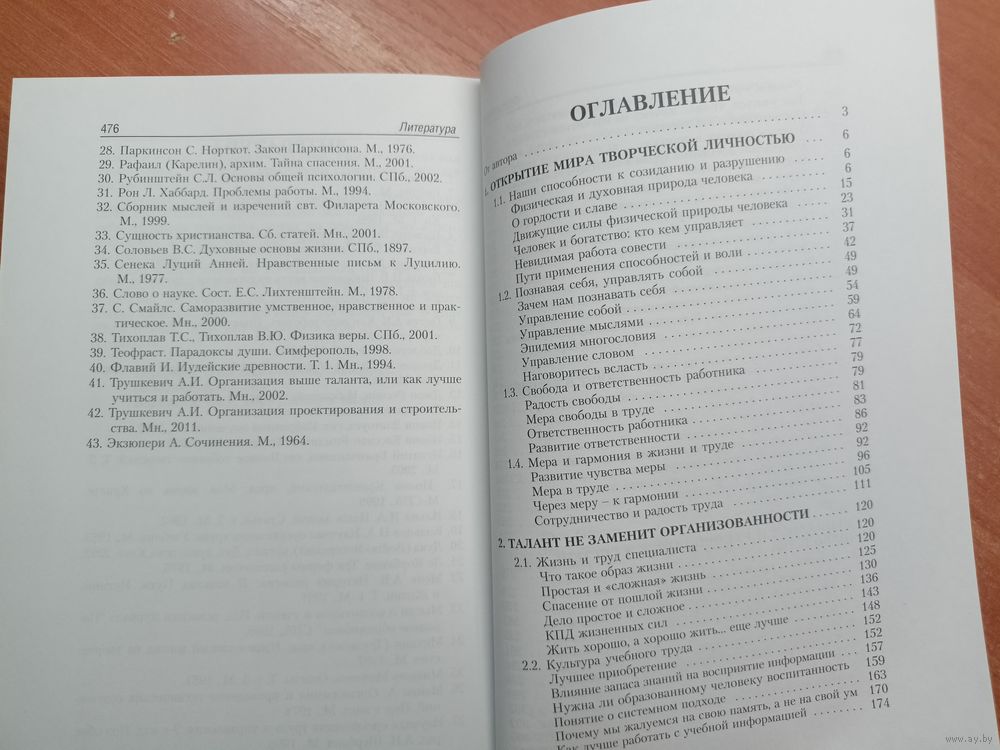 476 Литература
28. Паркинсон С. Норткот. Закон Паркинсона. М., 1976.
29. Рафаил (Карелин), архим. Тайна спасения. М., 2001.
30. Рубинштейн С.Л. Основы общей психологии. СПб., 2002.
31. Рон Л. Хаббард. Проблемы работы. М., 1994.
32. Сборник мыслей и изречений свт. Филарета Московского.
М., 1999.
33. Сущность христианства. Сб. статей. Мн., 2001.
34. Соловьев В.С. Духовные основы жизни. СПб., 1897.
35. Сенека Луций Анней. Нравственные письм к Луцилию.
М., 1977.
36. Слово о науке. Сост. Е.С. Лихтенштейн. М., 1978.
37. С. Смайлс. Саморазвитие умственное, нравственное и прак-
тическое. Мн., 2000.
38. Тихоплав Т.С., Тихоплав В.Ю. Физика веры. СПб., 2001.
39. Теофраст. Парадоксы души. Симферополь, 1998.
40. Флавий И. Иудейские древности. Т. 1. Мн., 1994.
41. Трушкевич А.И. Организация выше таланта, или как лучше
учиться и работать. Мн., 2002.
42. Трушкевич А.И. Организация проектирования и строитель-
ства. Мн., 2011.
43. Экзюпери А. Сочинения. М., 1964.
ОГЛАВЛЕНИЕ
От автора 3
1. ОТКРЫТИЕ МИРА ТВОРЧЕСКОЙ ЛИЧНОСТЬЮ 6
1.1. Наши способности к созиданию и разрушению 6
Физическая и духовная природа человека 6
О гордости и славе 15
Движущие силы физической природы человека 23
Человек и богатство: кто кем управляет 31
Невидимая работа совести 37
Пути применения способностей и воли 42
1.2. Познавая себя, управлять собой 49
Зачем нам познавать себя 49
Управление собой 54
Управление мыслями 59
Эпидемия многословия 64
Управление словом 72
Наговоритесь всласть 77
1.3. Свобода и ответственность работника 79
Радость свободы 79
Мера свободы в труде 81
Ответственность работника 83
Развитие ответственности 86
1.4. Мера и гармония в жизни и труде 92
Развитие чувства меры 92
Мера в труде 96
Через меру – к гармонии 105
Сотрудничество и радость труда 111
2. ТАЛАНТ НЕ ЗАМЕНИТ ОРГАНИЗОВАННОСТИ 120
2.1. Жизнь и труд специалиста 120
Что такое образ жизни 120
Простая и «сложная» жизнь 125
Спасение от пошлой жизни 130
Дело простое и сложное 136
КПД жизненных сил 143
Жить хорошо, а хорошо жить... еще лучше 148
2.2. Культура учебного труда 152
Лучшее приобретение 152
Влияние запаса знаний на восприятие информации 157
Нужна ли образованному человеку воспитанность 159
Понятие о системном подходе 163
Почему мы жалуемся на свою память, а не на свой ум 170
Как лучше работать с учебной информацией 174
www.ay.by